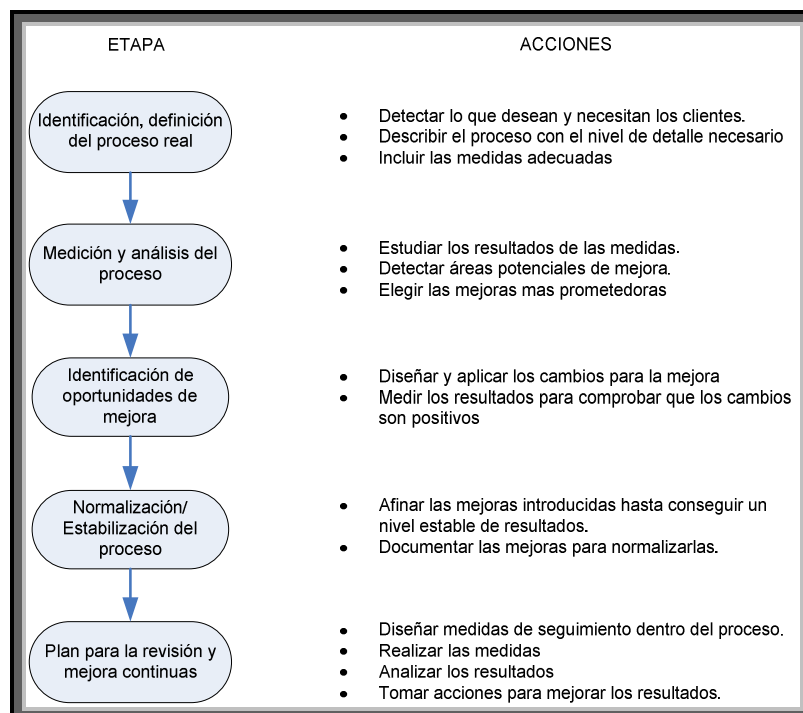 ETAPA
ACCIONES
Identificación, definición
del proceso real
• Detectar lo que desean y necesitan los clientes.
• Describir el proceso con el nivel de detalle necesario
• Incluir las medidas adecuadas
Medición y análisis del
proceso
• Estudiar los resultados de las medidas.
• Detectar áreas potenciales de mejora.
• Elegir las mejoras mas prometedoras
Identificación de
oportunidades de
mejora
• Diseñar y aplicar los cambios para la mejora
• Medir los resultados para comprobar que los cambios
son positivos
Normalización/
Estabilización del
proceso
• Afinar las mejoras introducidas hasta conseguir un
nivel estable de resultados.
• Documentar las mejoras para normalizarlas.
Plan para la revisión y
mejora continuas
• Diseñar medidas de seguimiento dentro del proceso.
• Realizar las medidas
• Analizar los resultados
• Tomar acciones para mejorar los resultados.